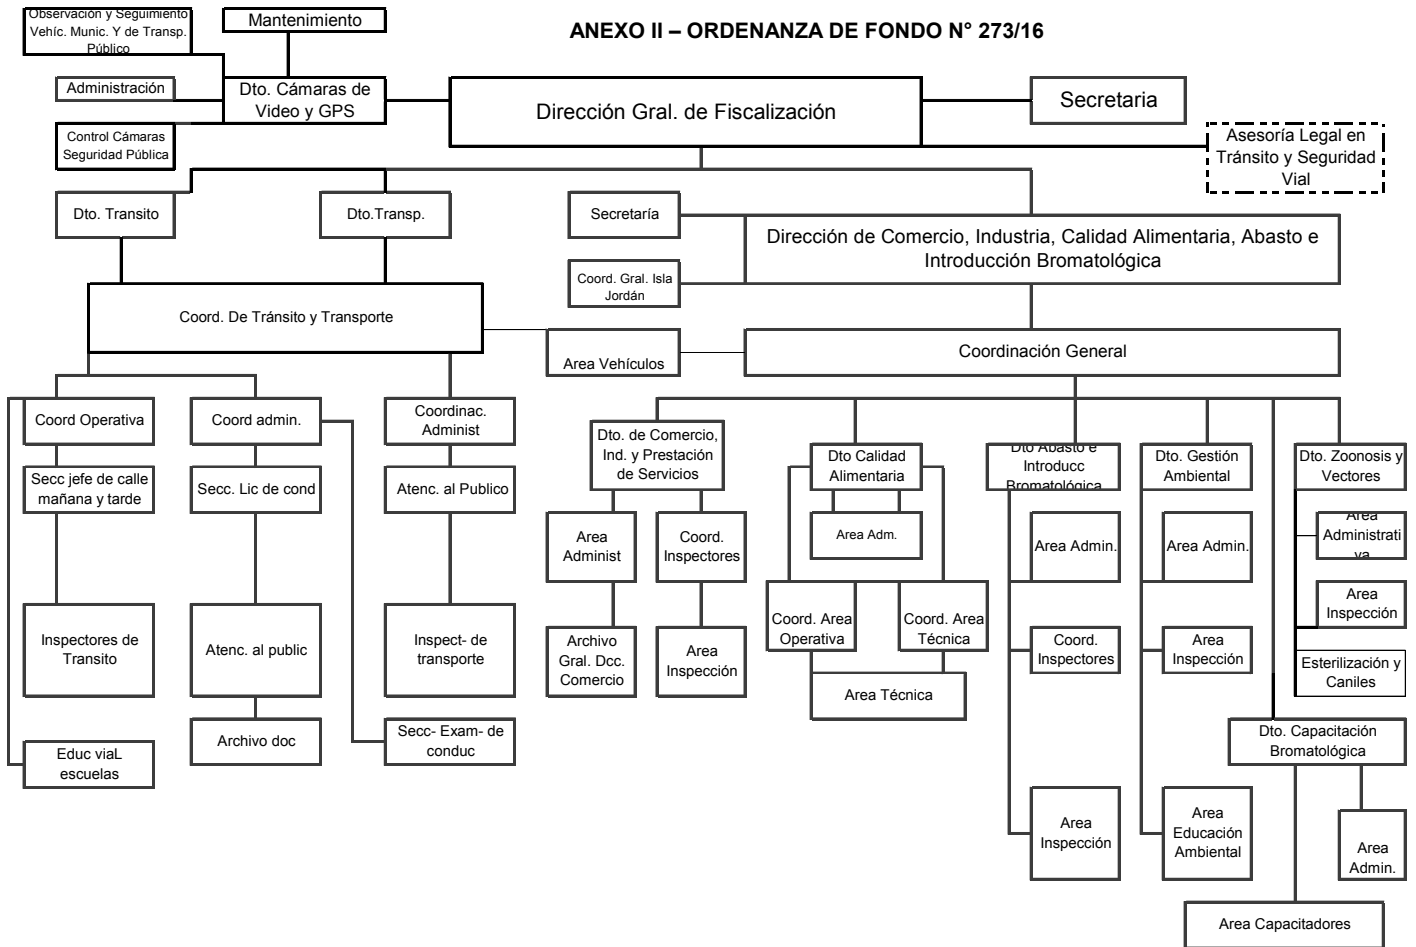 Observación y Seguimiento
Vehíc. Munic. Y de Transp.
Público
Mantenimiento
ANEXO II – ORDENANZA DE FONDO N° 273/16
Administración
Dto. Cámaras de
Video y GPS
Dirección Gral. de Fiscalización
Secretaria
Control Cámaras
Seguridad Pública
Asesoría Legal en
Tránsito y Seguridad
Vial
Dto. Transito
Dto.Transp.
Secretaría
Dirección de Comercio, Industria, Calidad Alimentaria, Abasto e
Introducción Bromatológica
Coord. Gral. Isla
Jordán
Coord. De Tránsito y Transporte
Area Vehículos
Coordinación General
Coord Operativa
Coord admin.
Coordinac.
Administ
Dto. de Comercio,
Ind. y Prestación
de Servicios
Dto Calidad
Alimentaria
Dto Abasto e
Introducc
Bromatológica
Dto. Gestión
Ambiental
Dto. Zoonosis y
Vectores
Secc jefe de calle
mañana y tarde
Secc. Lic de cond
Atenc. al Publico
Area
Administ
Coord.
Inspectores
Area Adm.
Area Admin.
Area Admin.
Area
Administrati
va
Area
Inspección
Inspectores de
Transito
Atenc. al public
Inspect- de
transporte
Archivo
Gral. Dcc.
Comercio
Area
Inspección
Coord. Area
Operativa
Coord. Area
Técnica
Coord.
Inspectores
Area
Inspección
Esterilización y
Caniles
Area Técnica
Educ viaL
escuelas
Archivo doc
Secc- Exam- de
conduc
Dto. Capacitación
Bromatológica
Area
Inspección
Area
Educación
Ambiental
Area
Admin.
Area Capacitadores